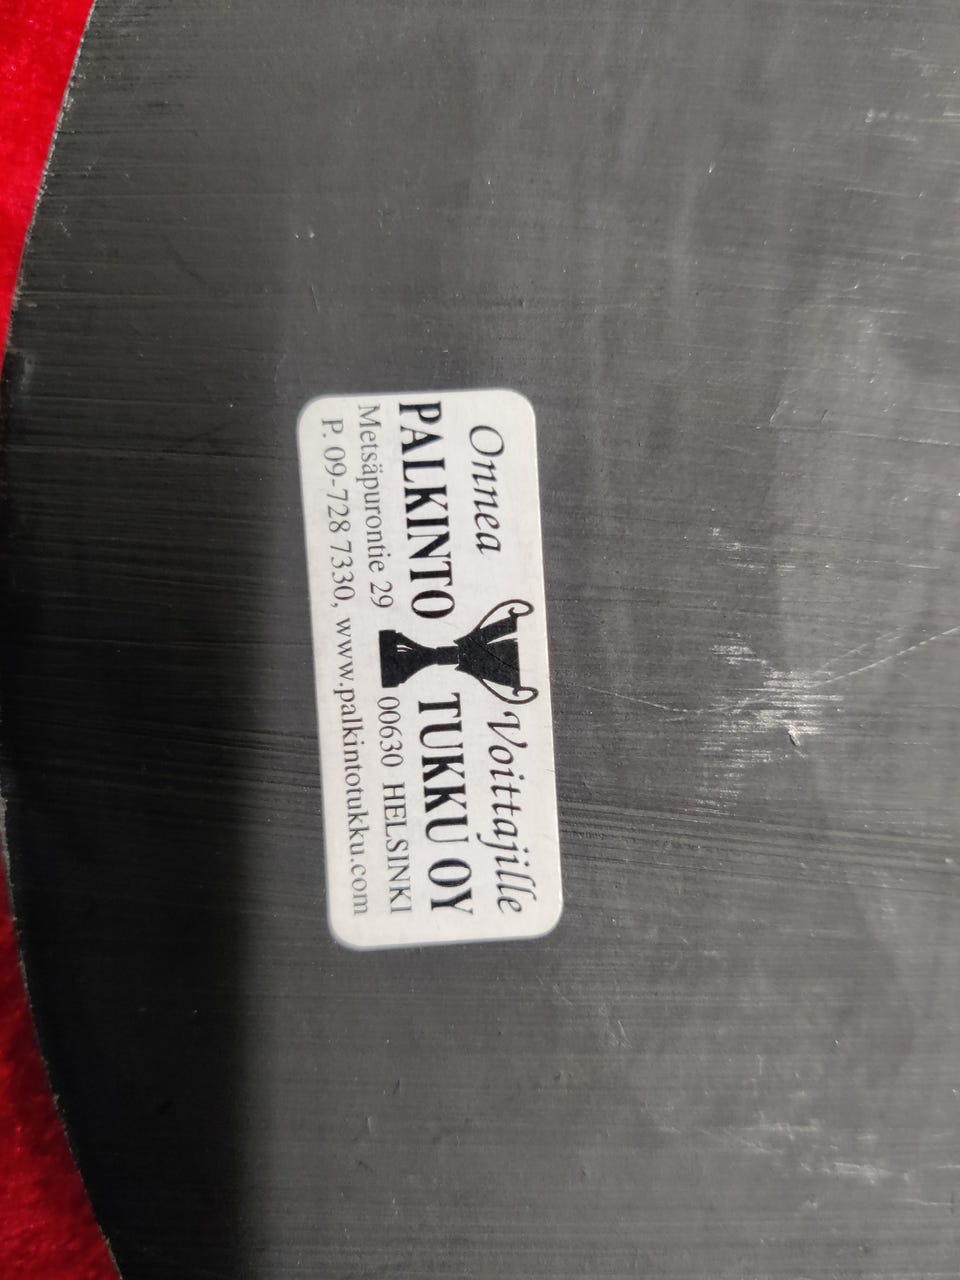 Onnea Voittajille
PALKINTO TUKKU OY
Metsäpurontie 29 00630 HELSINKI
P. 09-728 7330, www.palkintotukku.com